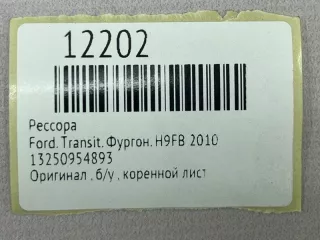 12202
Рессора
Ford. Transit. Фургон. H9FB 2010
13250954893
Оригинал , б/у , коренной лист